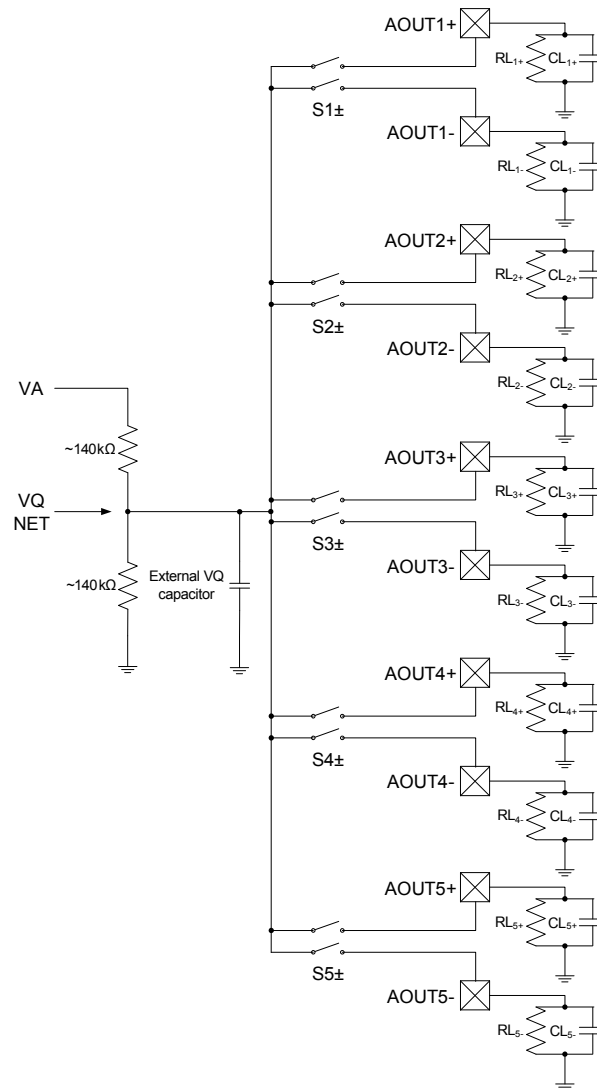 AOUT1+
RL1+
CL1+
S1±
AOUT1-
RL1-
CL1-
AOUT2+
RL2+
CL2+
S2±
AOUT2-
RL2-
CL2-
VA
~140kΩ
VQ
NET
~140kΩ
External VQ
capacitor
AOUT3+
RL3+
CL3+
S3±
AOUT3-
RL3-
CL3-
AOUT4+
RL4+
CL4+
S4±
AOUT4-
RL4-
CL4-
AOUT5+
RL5+
CL5+
S5±
AOUT5-
RL5-
CL5-